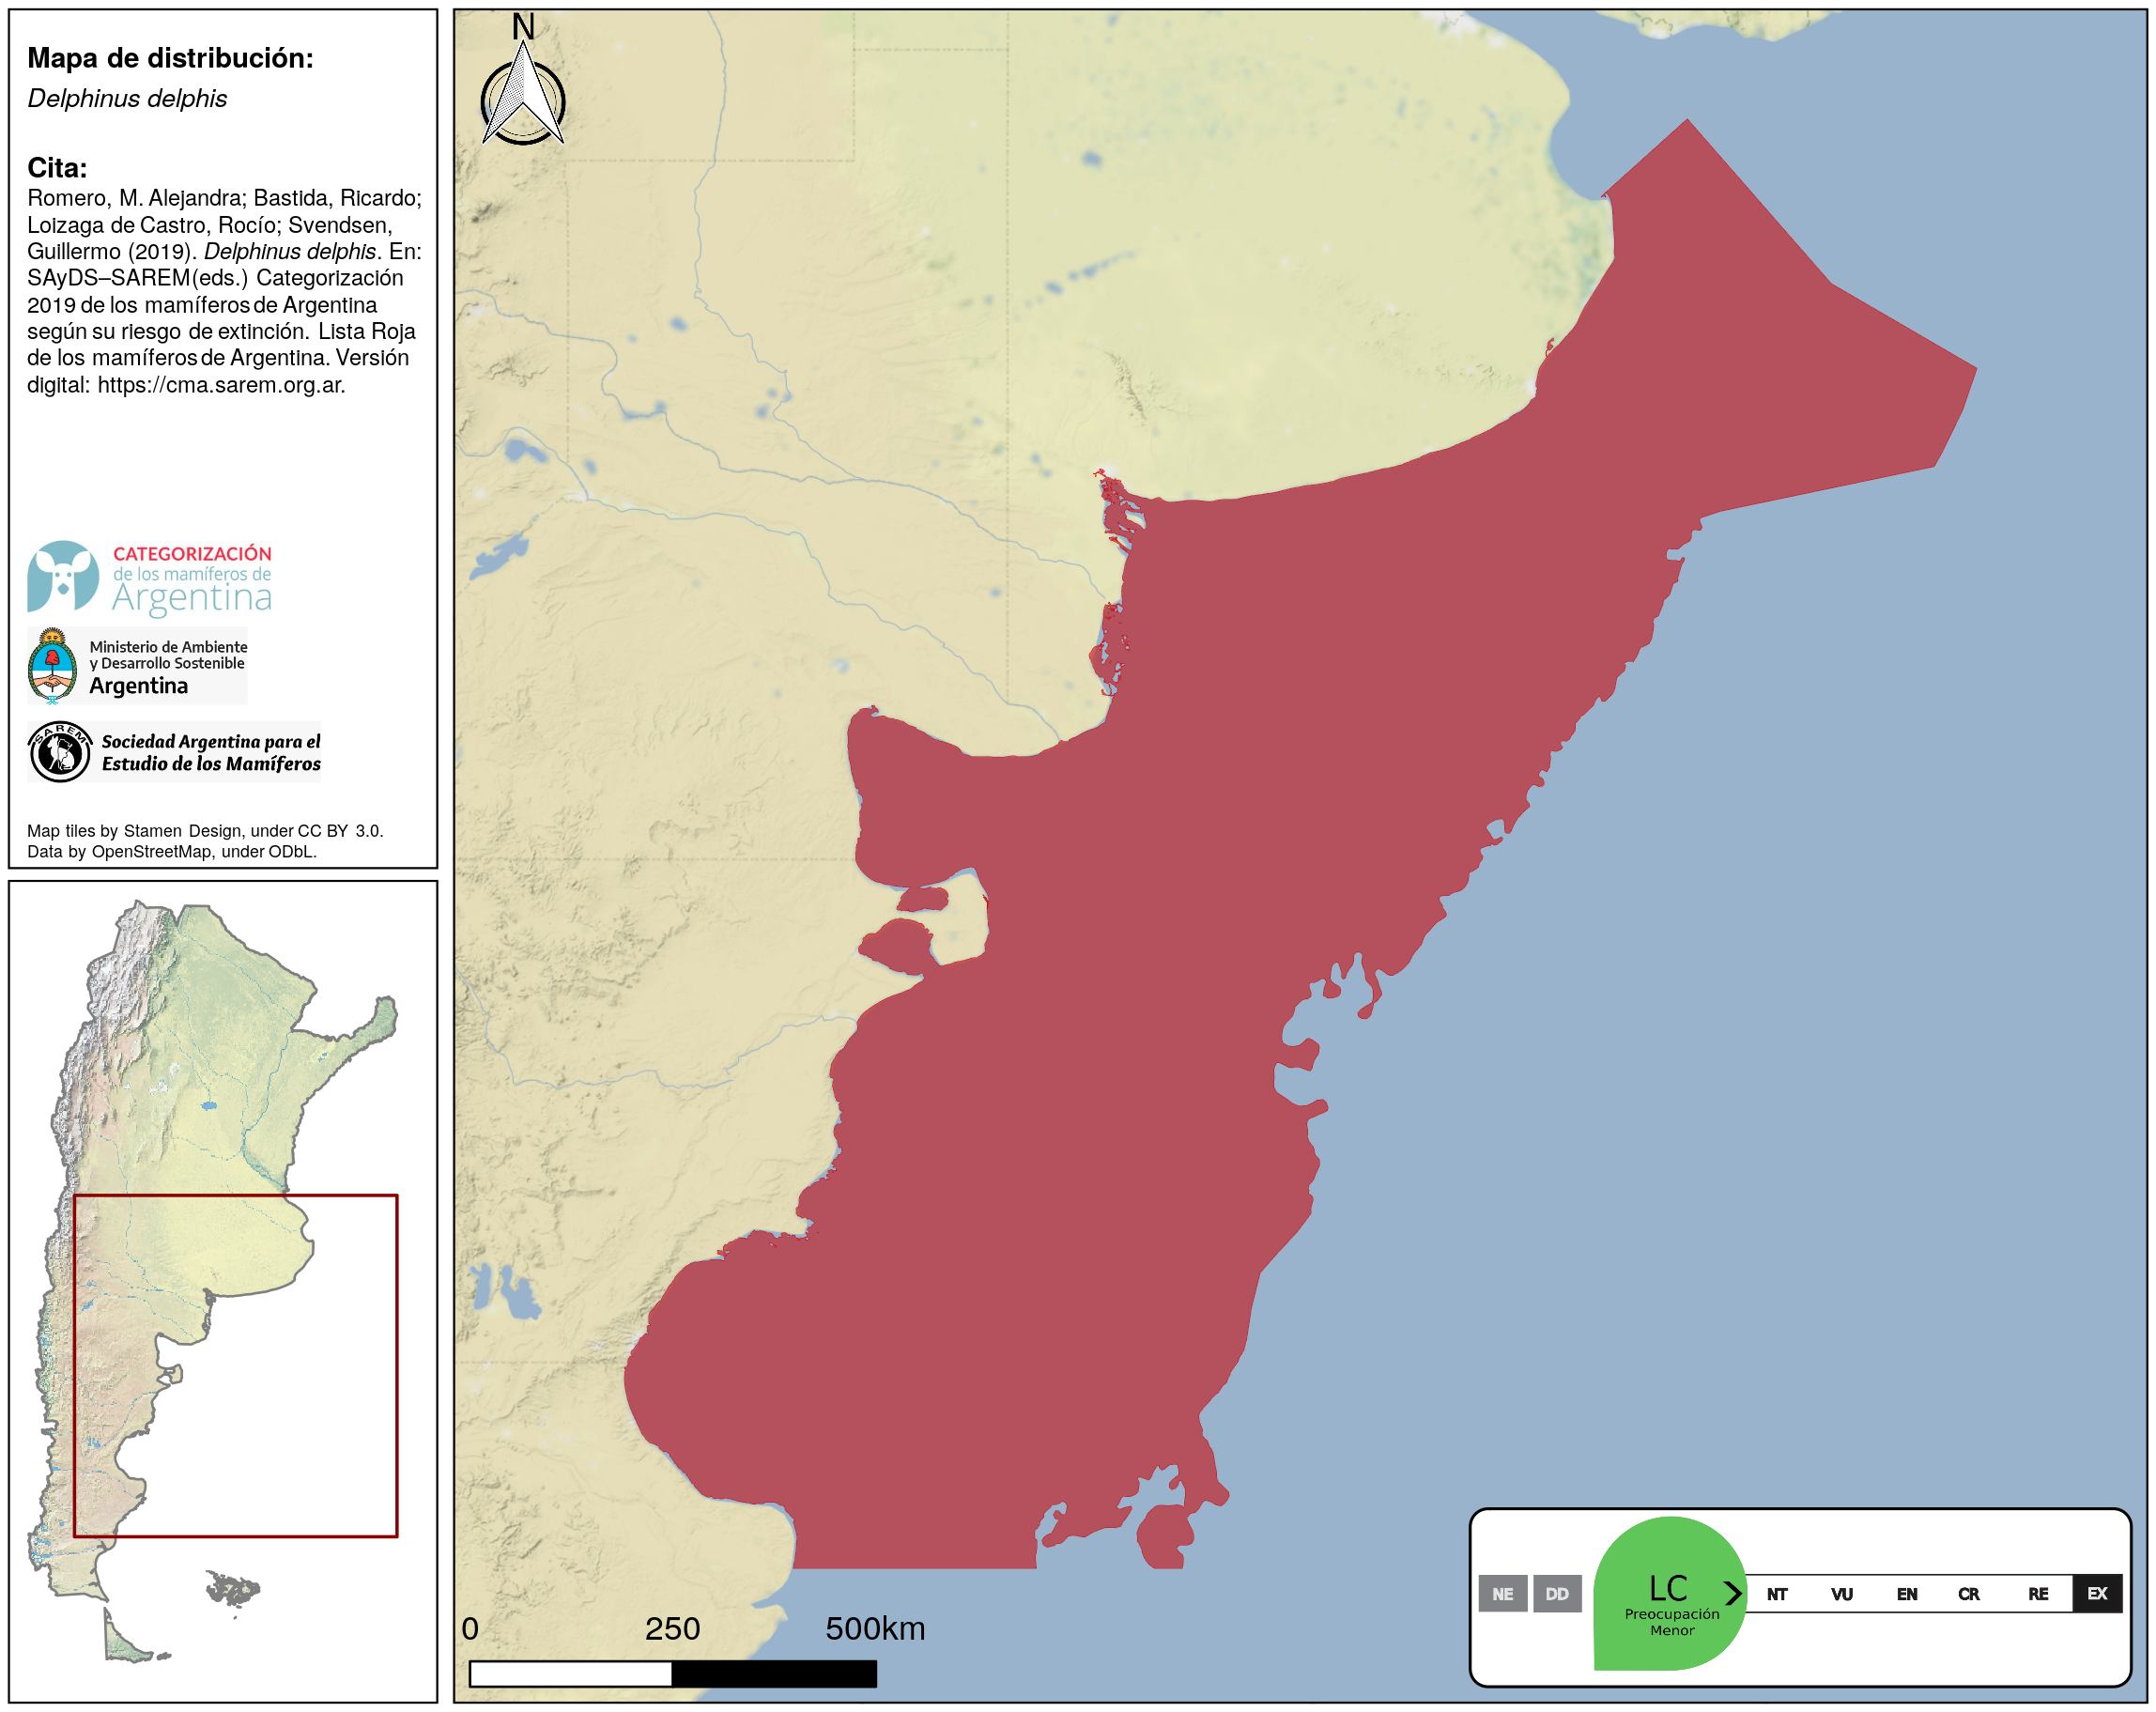 Mapa de distribución:
Delphinus delphis
Cita:
Romero, M. Alejandra; Bastida, Ricardo;
Loizaga de Castro, Rocío; Svendsen,
Guillermo (2019). Delphinus delphis. En:
SAyDS–SAREM(eds.) Categorización
2019 de los mamíferos de Argentina
según su riesgo de extinción. Lista Roja
de los mamíferos de Argentina. Versión
digital: https://cma.sarem.org.ar.
CATEGORIZACIÓN
de los mamíferos de
Argentina
Ministerio de Ambiente
y Desarrollo Sostenible
Argentina
SAREM
Sociedad Argentina para el
Estudio de los Mamíferos
Map tiles by Stamen Design, under CC BY 3.0.
Data by OpenStreetMap, under ODbL.
N
0 250 500km
NE DD LC NT VU EN CR RE EX
Preocupación
Menor